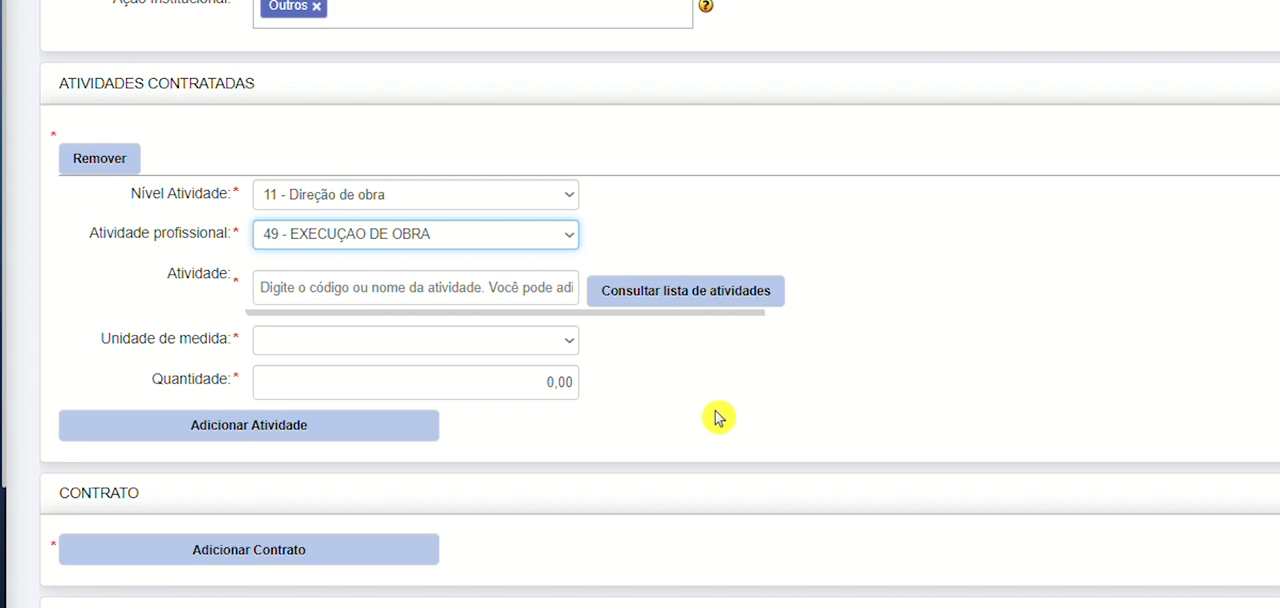 Ação Institucional:
Outros ×
ATIVIDADES CONTRATADAS
*
Remover
Nível Atividade:* 11 - Direção de obra
Atividade profissional:* 49 - EXECUÇAO DE OBRA
Atividade:* Digite o código ou nome da atividade. Você pode adi Consultar lista de atividades
Unidade de medida:*
Quantidade:* 0,00
Adicionar Atividade
CONTRATO
* Adicionar Contrato